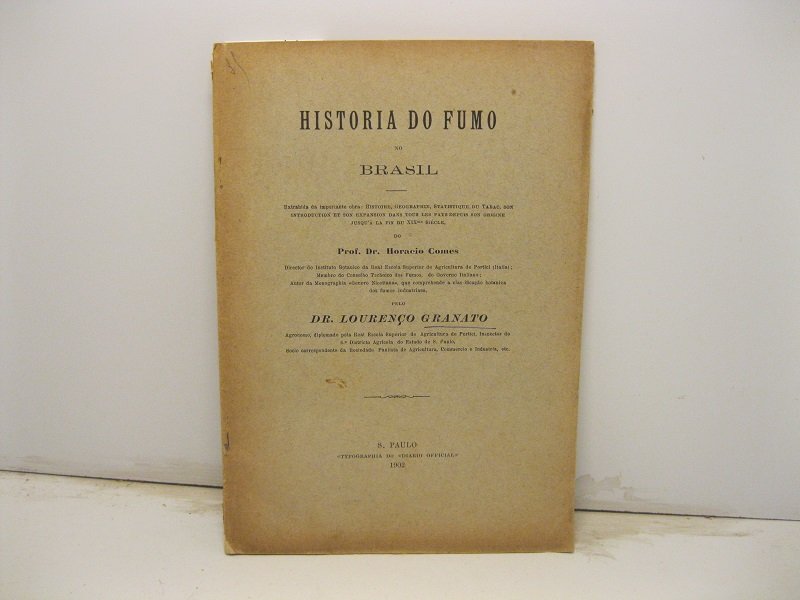 HISTORIA DO FUMO
NO
BRASIL
Extrahida da importante obra: HISTOIRE, GEOGRAPHIE, STATISTIQUE DU TABAC, SON
INTRODUCTION ET SON EXPANSION DANS TOUS LES PAYS DEPUIS SON ORIGINE
JUSQU'À LA FIN DU XIXme SIÈCLE,
DO
Prof. Dr. Horacio Comes
Director do Instituto Botanico da Real Escola Superior de Agricultura de Portici (Italia);
Membro do Conselho Technico dos Fumos, do Governo Italiano;
Autor da Monographia «Genero Nicotiana», que comprehende a classificação botanica
dos fumos industriaes,
PELO
DR. LOURENÇO GRANATO
Agronomo, diplomado pela Real Escola Superior de Agricultura de Portici, Inspector do
Districto Agricola do Estado de S. Paulo,
Socio correspondente da Sociedade Paulista de Agricultura, Commercio e Industria, etc.
S. PAULO
«TYPOGRAPHIA DO «DIARIO OFFICIAL»
1902